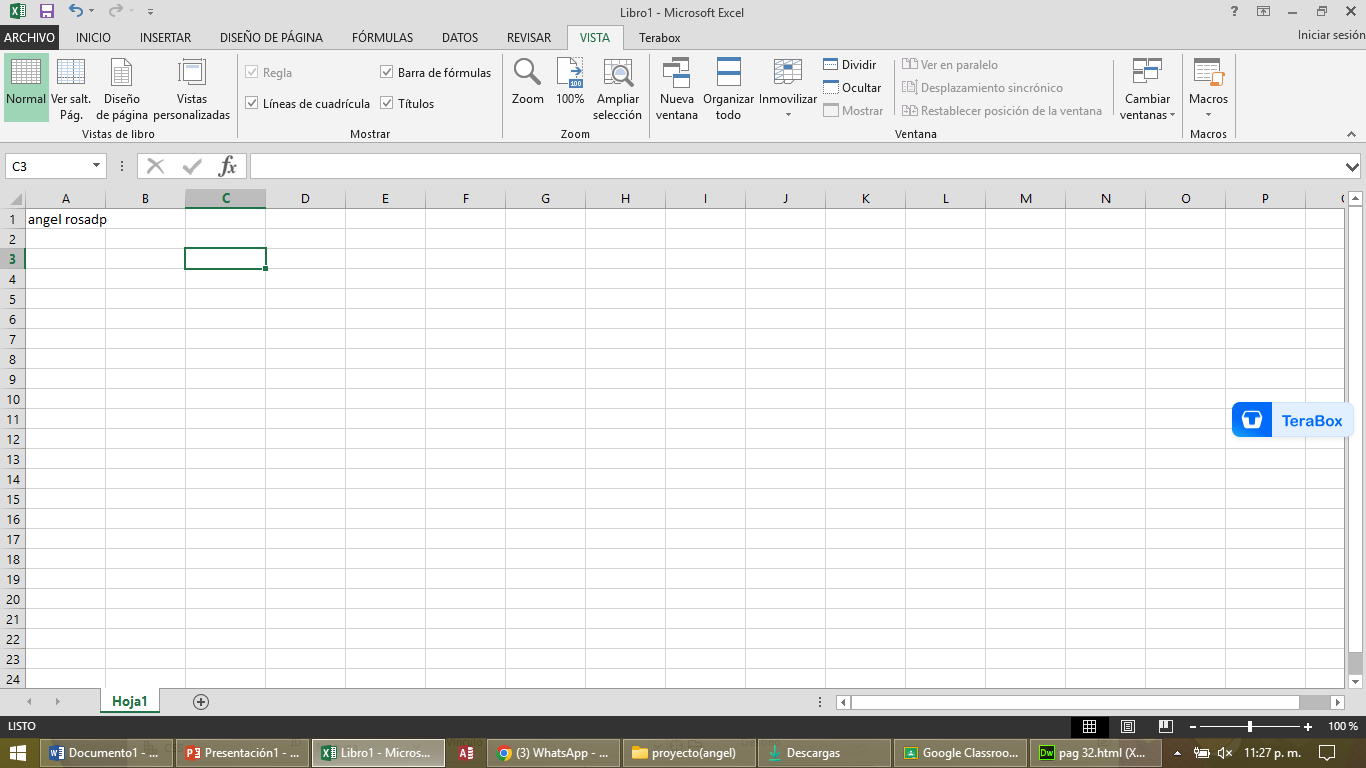 Libro1 - Microsoft Excel
?
ARCHIVO INICIO INSERTAR DISEÑO DE PÁGINA FÓRMULAS DATOS REVISAR VISTA Terabox Iniciar sesión
Normal
Ver salt. Pág.
Diseño de página
Vistas personalizadas
Vistas de libro
Regla
Barra de fórmulas
Líneas de cuadrícula
Títulos
Mostrar
Zoom
100%
Ampliar selección
Zoom
Nueva ventana
Organizar todo
Inmovilizar
Dividir
Ocultar
Mostrar
Ver en paralelo
Desplazamiento sincrónico
Restablecer posición de la ventana
Cambiar ventanas
Ventana
Macros
Macros
C3 fx
A B C D E F G H I J K L M N O P
1 angel rosadp
2
3
4
5
6
7
8
9
10
11
TeraBox
12
13
14
15
16
17
18
19
20
21
22
23
24
Hoja1
LISTO 100 %
Documento1 - ... Presentación1 - ... Libro1 - Micros... (3) WhatsApp - ... proyecto(angel) Descargas Google Classroo... pag 32.html (X... 11:27 p. m.